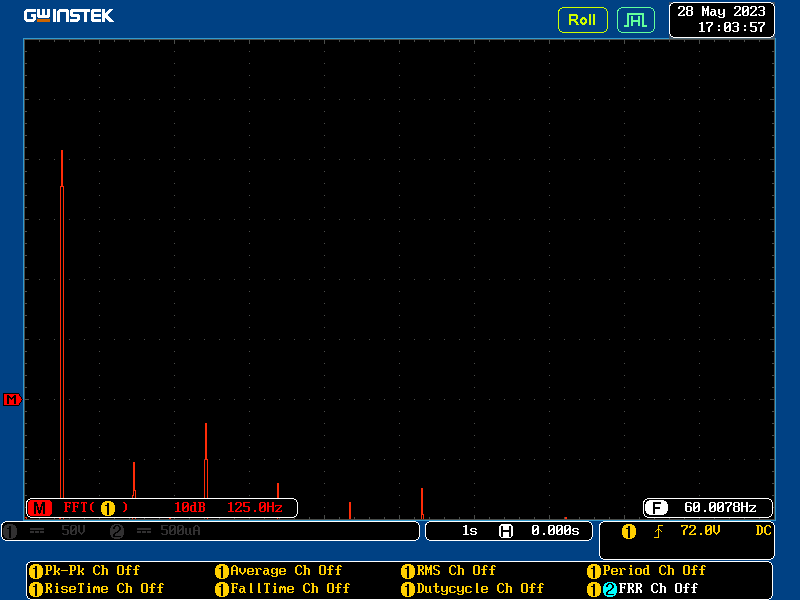 GWINSTEK
Roll
28 May 2023
17:03:57
M
M FFT( 1 ) 10dB 125.0Hz
F 60.0078Hz
1 50V 2 500uA
1s H 0.000s
1 72.0V DC
1 Pk-Pk Ch Off 1 Average Ch Off 1 RMS Ch Off 1 Period Ch Off
1 RiseTime Ch Off 1 FallTime Ch Off 1 Dutycycle Ch Off 1 2 FRR Ch Off